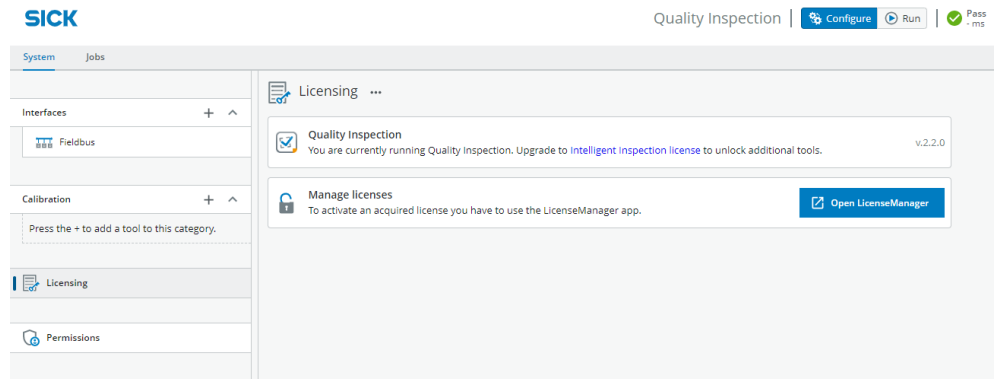 SICK
Quality Inspection
Configure
Run
Pass
- ms
System
Jobs
Interfaces
Fieldbus
Calibration
Press the + to add a tool to this category.
Licensing
Permissions
Licensing ...
Quality Inspection
You are currently running Quality Inspection. Upgrade to Intelligent Inspection license to unlock additional tools.
v.2.2.0
Manage licenses
To activate an acquired license you have to use the LicenseManager app.
Open LicenseManager